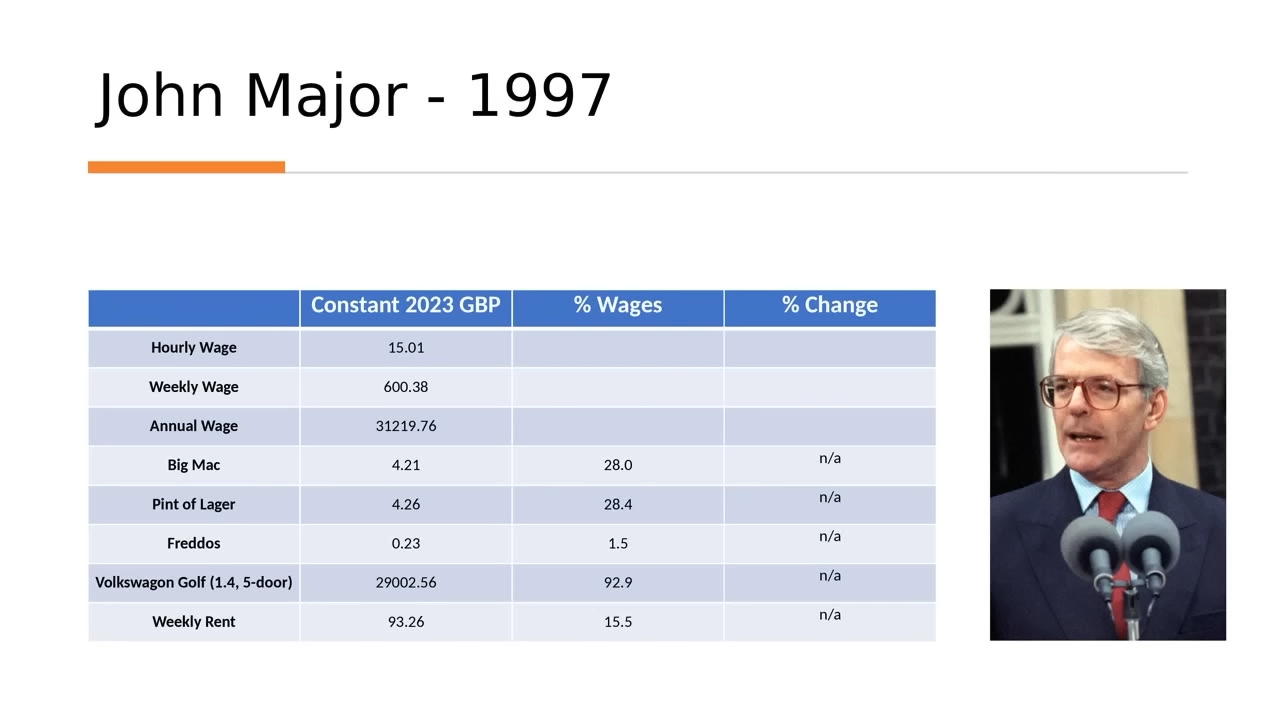 John Major - 1997
Constant 2023 GBP % Wages % Change
Hourly Wage 15.01
Weekly Wage 600.38
Annual Wage 31219.76
Big Mac 4.21 28.0 n/a
Pint of Lager 4.26 28.4 n/a
Freddos 0.23 1.5 n/a
Volkswagon Golf (1.4, 5-door) 29002.56 92.9 n/a
Weekly Rent 93.26 15.5 n/a